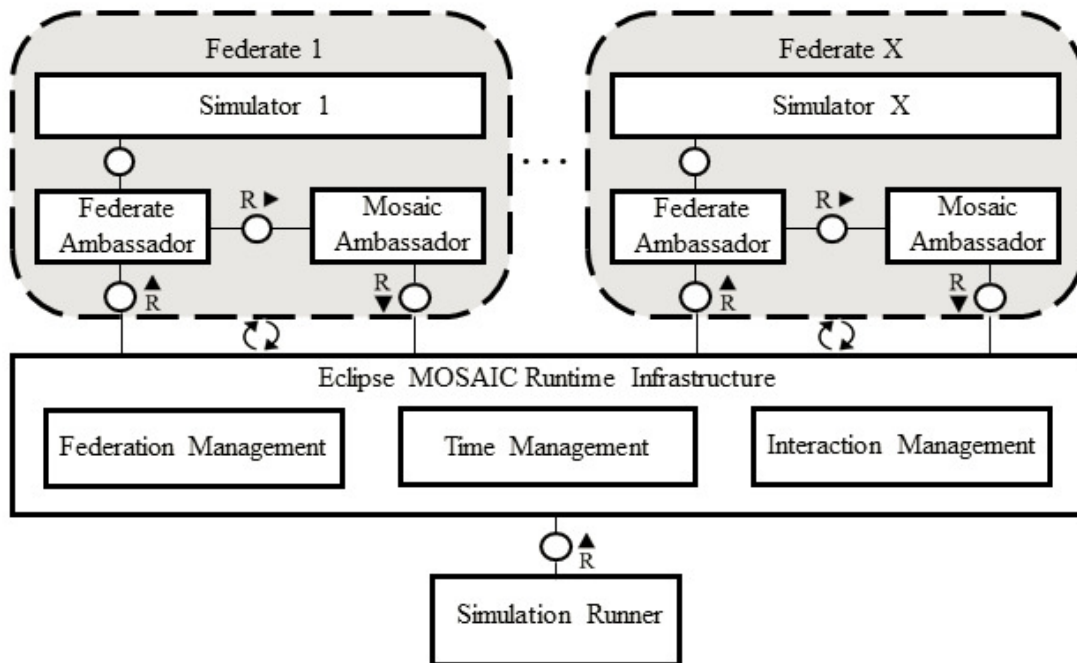 Federate 1
Simulator 1
R ►
Federate
Ambassador
Mosaic
Ambassador
▲
R
R
▼
...
Federate X
Simulator X
R ►
Federate
Ambassador
Mosaic
Ambassador
▲
R
R
▼
Eclipse MOSAIC Runtime Infrastructure
Federation Management
Time Management
Interaction Management
▲
R
Simulation Runner